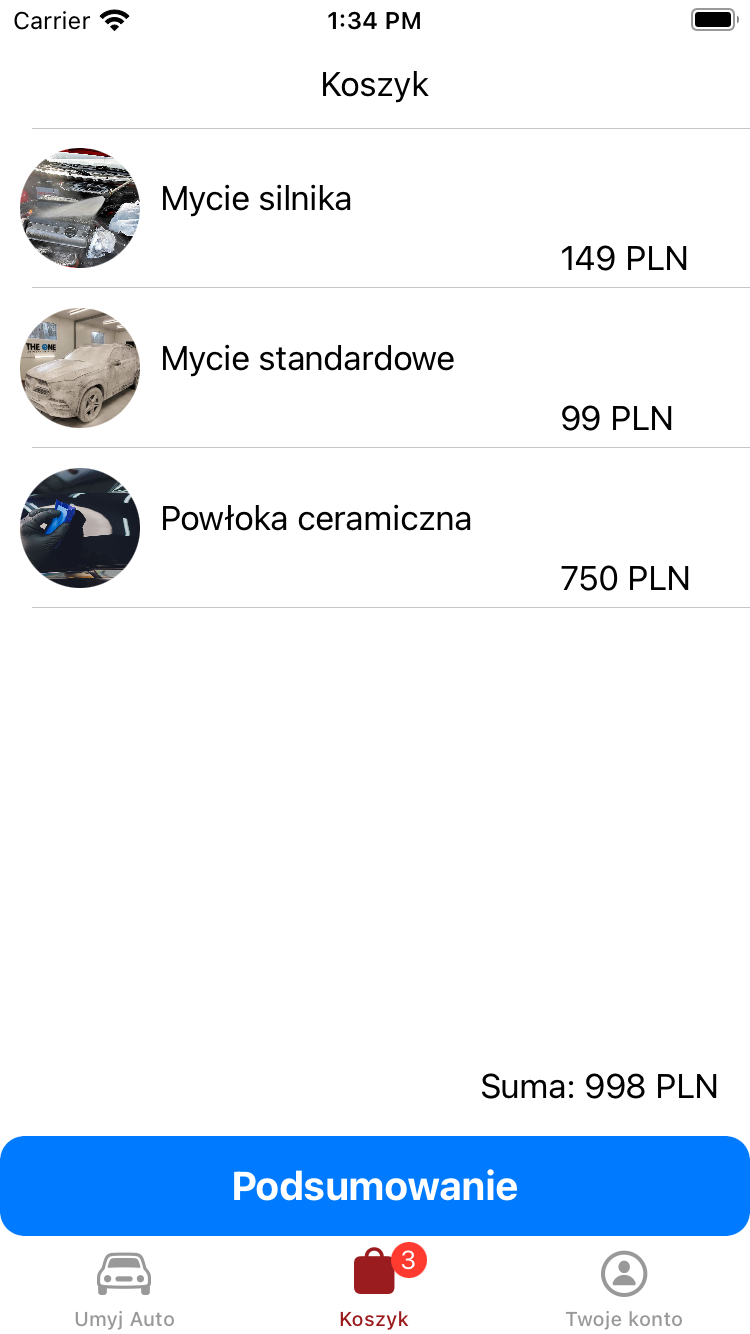 Carrier 1:34 PM
Koszyk
Mycie silnika
149 PLN
THE ONE
Mycie standardowe
99 PLN
Powłoka ceramiczna
750 PLN
Suma: 998 PLN
Podsumowanie
3
Umyj Auto Koszyk Twoje konto